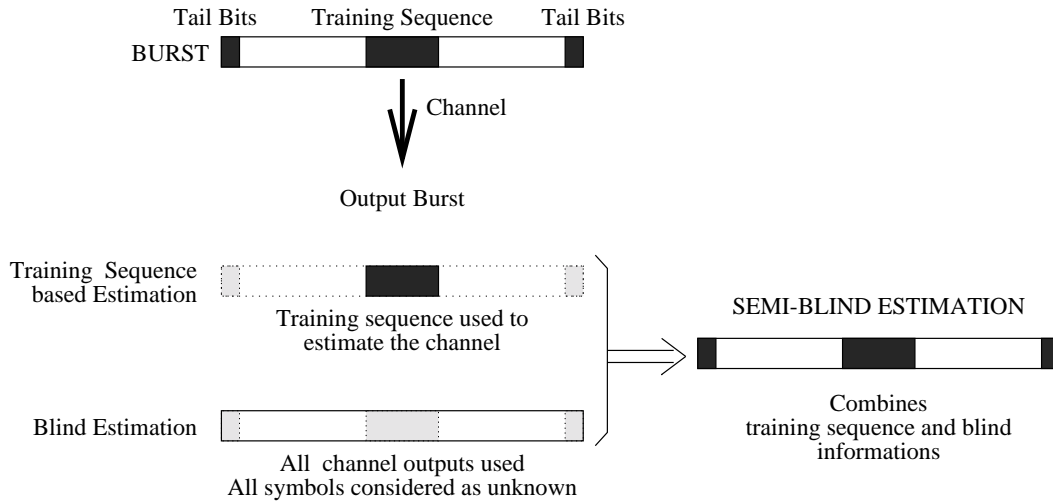 Tail Bits Training Sequence Tail Bits
BURST
Channel
Output Burst
Training Sequence
based Estimation
Training sequence used to
estimate the channel
SEMI-BLIND ESTIMATION
Combines
training sequence and blind
informations
Blind Estimation
All channel outputs used
All symbols considered as unknown